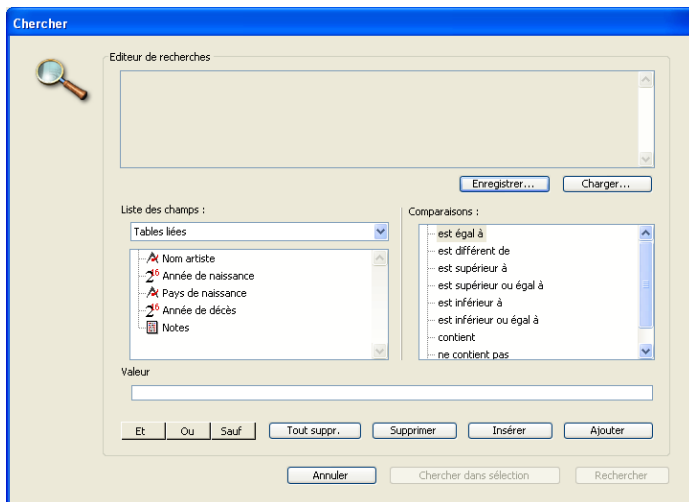 Chercher
Editeur de recherches
Enregistrer... Charger...
Liste des champs :
Tables liées
Nom artiste
Année de naissance
Pays de naissance
Année de décès
Notes
Comparaisons :
est égal à
est différent de
est supérieur à
est supérieur ou égal à
est inférieur à
est inférieur ou égal à
contient
ne contient pas
Valeur
Et Ou Sauf Tout suppr. Supprimer Insérer Ajouter
Annuler Chercher dans sélection Rechercher